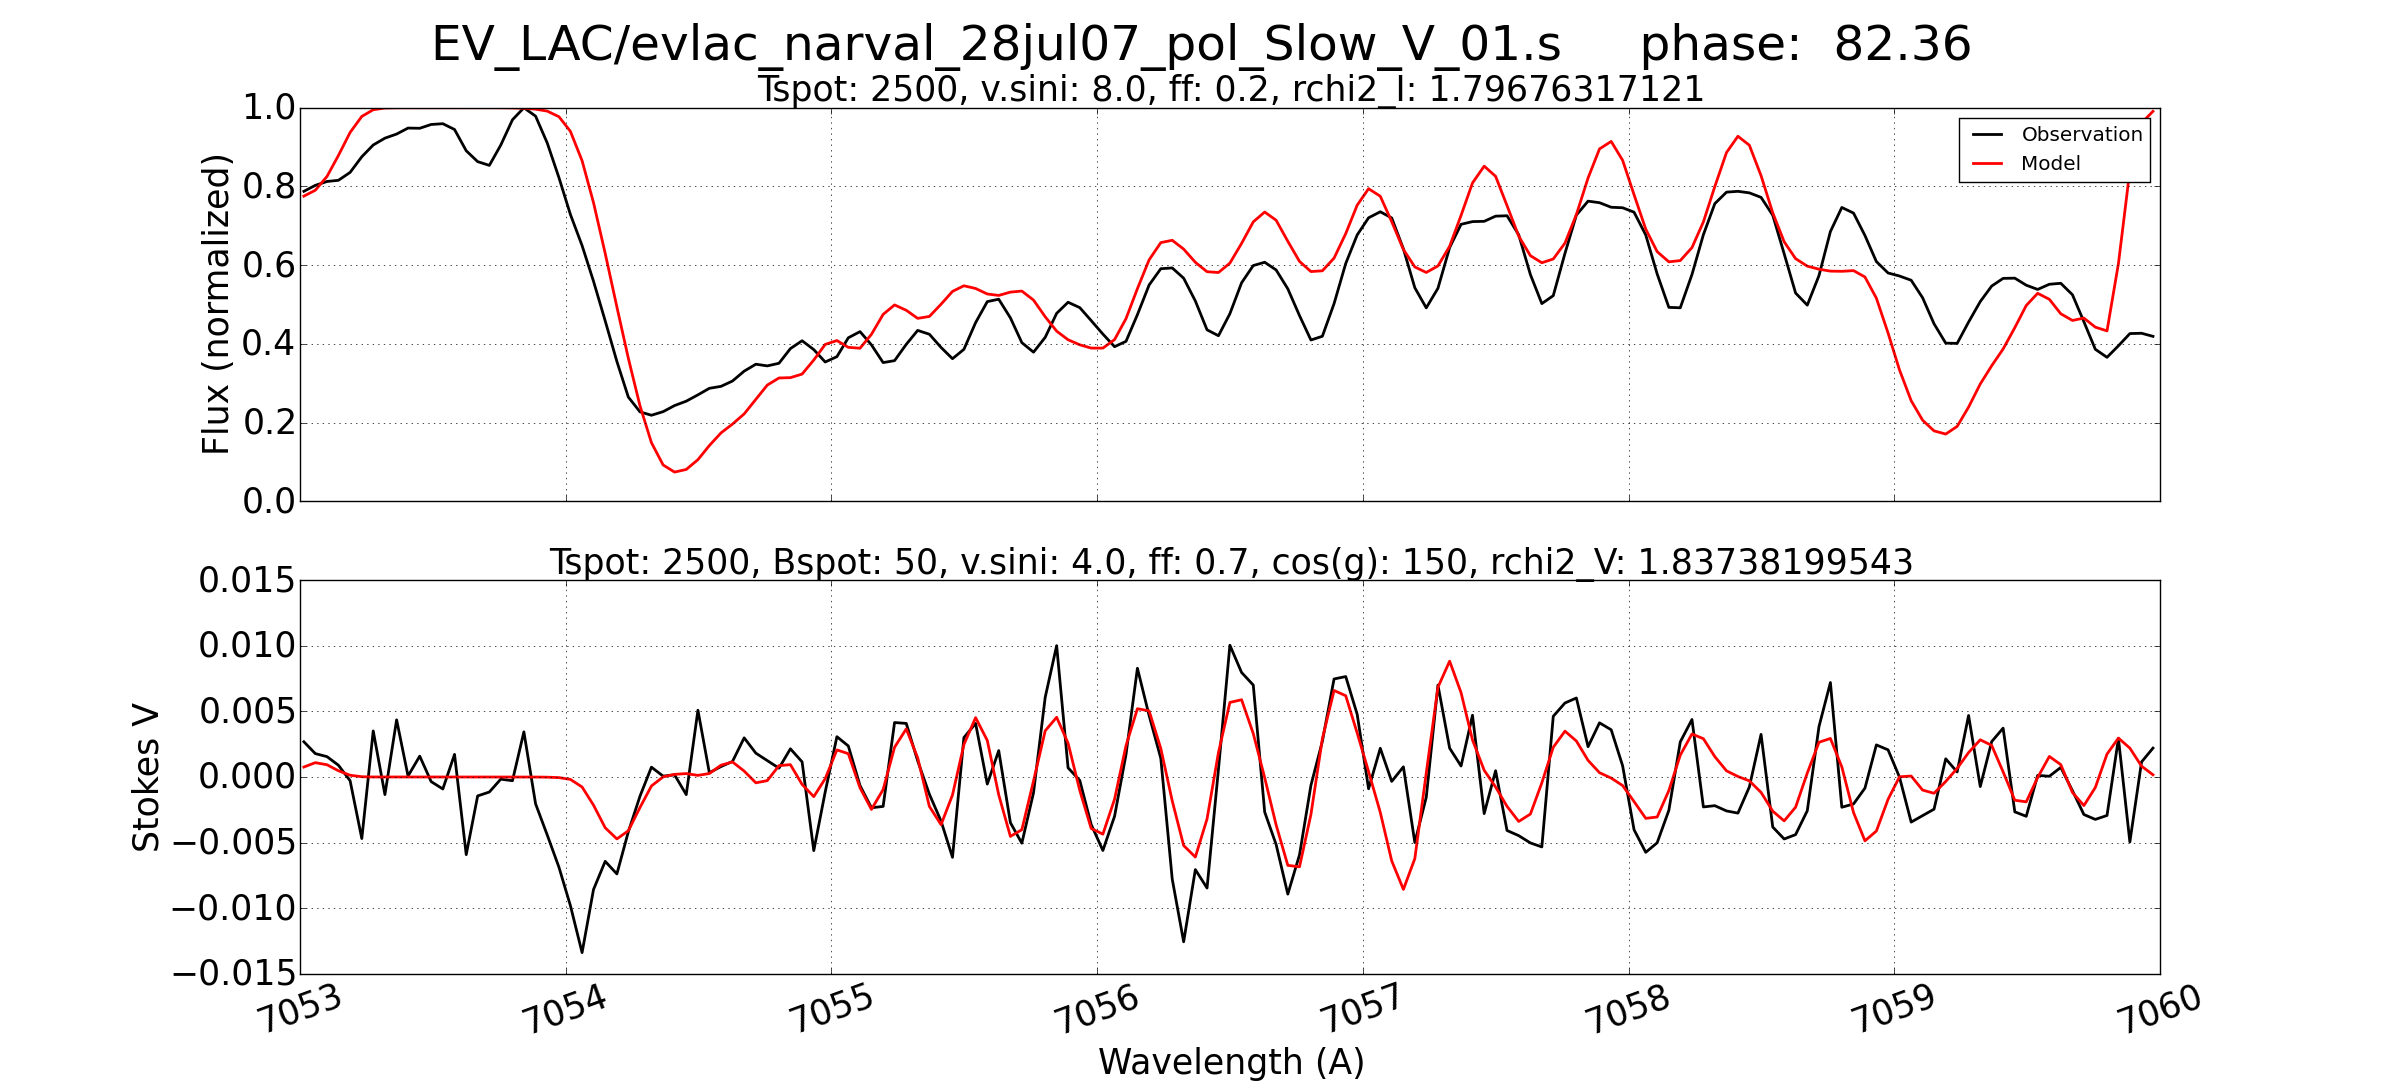 EV_LAC/evlac_narval_28jul07_pol_Slow_V_01.s phase: 82.36
Tspot: 2500, v.sini: 8.0, ff: 0.2, rchi2_I: 1.79676317121
1.0
0.8
0.6
0.4
0.2
0.0
Flux (normalized)
Observation
Model
Tspot: 2500, Bspot: 50, v.sini: 4.0, ff: 0.7, cos(g): 150, rchi2_V: 1.83738199543
0.015
0.010
0.005
0.000
−0.005
−0.010
−0.015
Stokes V
7053 7054 7055 7056 7057 7058 7059 7060
Wavelength (A)